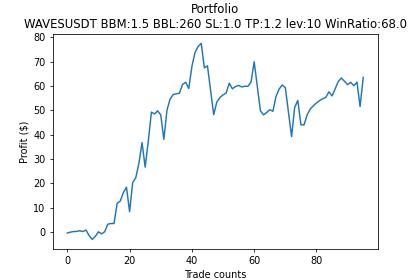 Portfolio
WAVESUSDT BBM:1.5 BBL:260 SL:1.0 TP:1.2 lev:10 WinRatio:68.0
80
70
60
50
40
30
20
10
0
Profit ($)
0 20 40 60 80
Trade counts